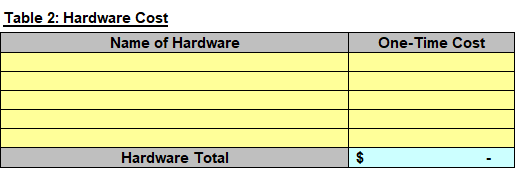 Table 2: Hardware Cost
Name of Hardware One-Time Cost
Hardware Total $ -